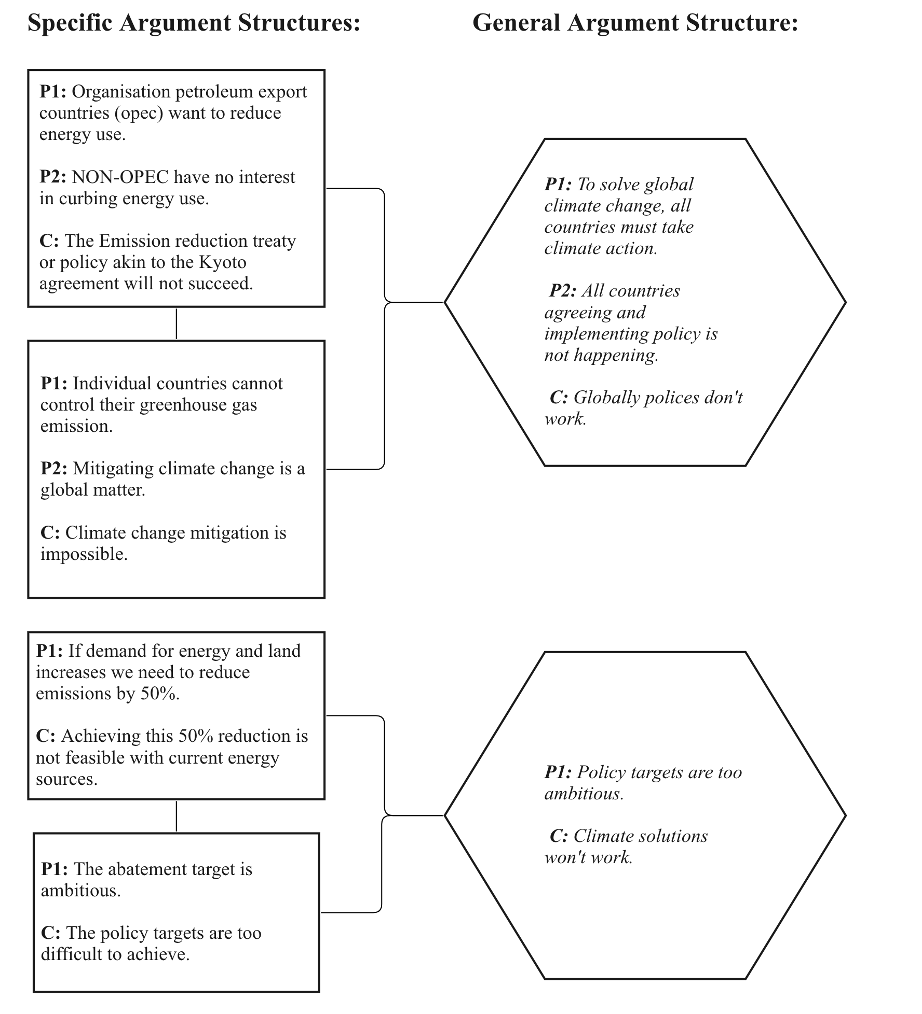 Specific Argument Structures:
General Argument Structure:
P1: Organisation petroleum export
countries (opec) want to reduce
energy use.
P2: NON-OPEC have no interest
in curbing energy use.
C: The Emission reduction treaty
or policy akin to the Kyoto
agreement will not succeed.
P1: Individual countries cannot
control their greenhouse gas
emission.
P2: Mitigating climate change is a
global matter.
C: Climate change mitigation is
impossible.
P1: To solve global
climate change, all
countries must take
climate action.
P2: All countries
agreeing and
implementing policy is
not happening.
C: Globally polices don't
work.
P1: If demand for energy and land
increases we need to reduce
emissions by 50%.
C: Achieving this 50% reduction is
not feasible with current energy
sources.
P1: The abatement target is
ambitious.
C: The policy targets are too
difficult to achieve.
P1: Policy targets are too
ambitious.
C: Climate solutions
won't work.